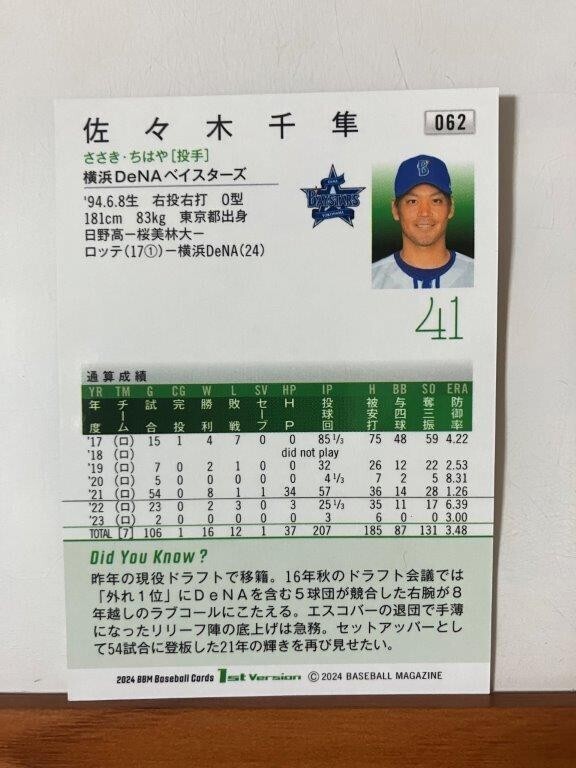 佐々木千隼
062
ささき・ちはや[投手]
横浜DeNAベイスターズ
'94.6.8生 右投右打 O型
181cm 83kg 東京都出身
日野高－桜美林大－
ロッテ(17①)－横浜DeNA(24)
BAYSTARS
41
通算成績
YR TM G CG W L SV HP IP H BB SO ERA
年度 チーム 試合 完投 勝利 敗戦 セーブ HP 投球回 被安打 与四球 奪三振 防御率
'17 (ロ) 15 1 4 7 0 0 85 1/3 75 48 59 4.22
'18 (ロ) did not play
'19 (ロ) 7 0 2 1 0 0 32 26 12 22 2.53
'20 (ロ) 5 0 0 0 0 0 4 1/3 7 2 5 8.31
'21 (ロ) 54 0 8 1 1 34 57 36 14 28 1.26
'22 (ロ) 23 0 2 3 0 3 25 1/3 35 11 17 6.39
'23 (ロ) 2 0 0 0 0 0 3 6 0 0 3.00
TOTAL [7] 106 1 16 12 1 37 207 185 87 131 3.48
Did You Know?
昨年の現役ドラフトで移籍。16年秋のドラフト会議では
「外れ1位」にDeNAを含む5球団が競合した右腕が8
年越しのラブコールにこたえる。エスコバーの退団で手薄
になったリリーフ陣の底上げは急務。セットアッパーとし
て54試合に登板した21年の輝きを再び見せたい。
2024 BBM Baseball Cards 1st Version Ⓒ2024 BASEBALL MAGAZINE